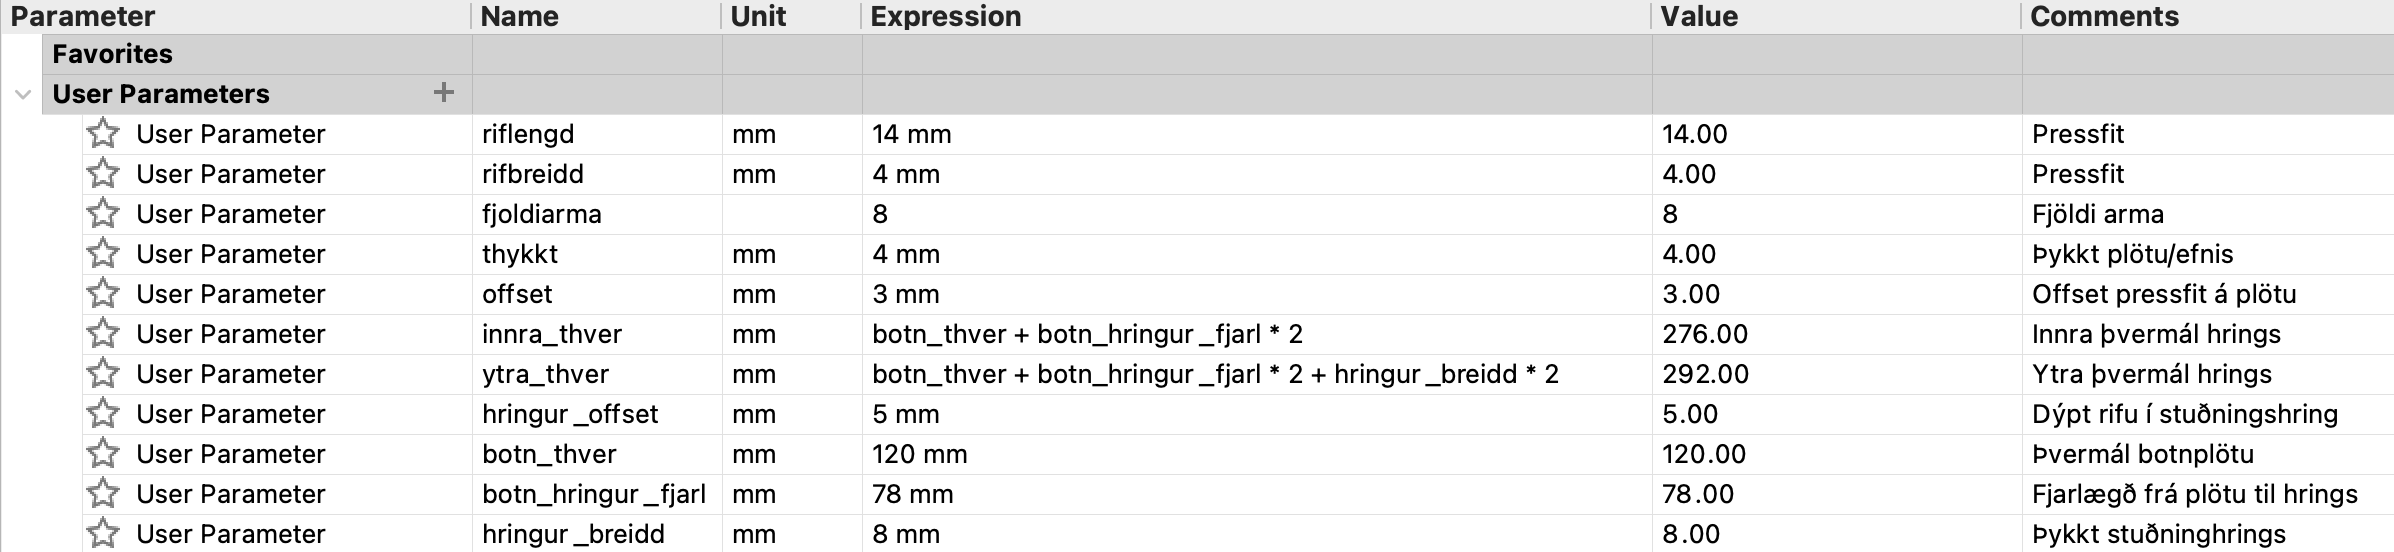 Parameter Name Unit Expression Value Comments
Favorites
User Parameters +
User Parameter riflengd mm 14 mm 14.00 Pressfit
User Parameter rifbreidd mm 4 mm 4.00 Pressfit
User Parameter fjoldiarma 8 8 Fjöldi arma
User Parameter thykkt mm 4 mm 4.00 Þykkt plötu/efnis
User Parameter offset mm 3 mm 3.00 Offset pressfit á plötu
User Parameter innra_thver mm botn_thver + botn_hringur_fjarl * 2 276.00 Innra þvermál hrings
User Parameter ytra_thver mm botn_thver + botn_hringur_fjarl * 2 + hringur_breidd * 2 292.00 Ytra þvermál hrings
User Parameter hringur_offset mm 5 mm 5.00 Dýpt rifu í stuðningshring
User Parameter botn_thver mm 120 mm 120.00 Þvermál botnplötu
User Parameter botn_hringur_fjarl mm 78 mm 78.00 Fjarlægð frá plötu til hrings
User Parameter hringur_breidd mm 8 mm 8.00 Þykkt stuðninghrings